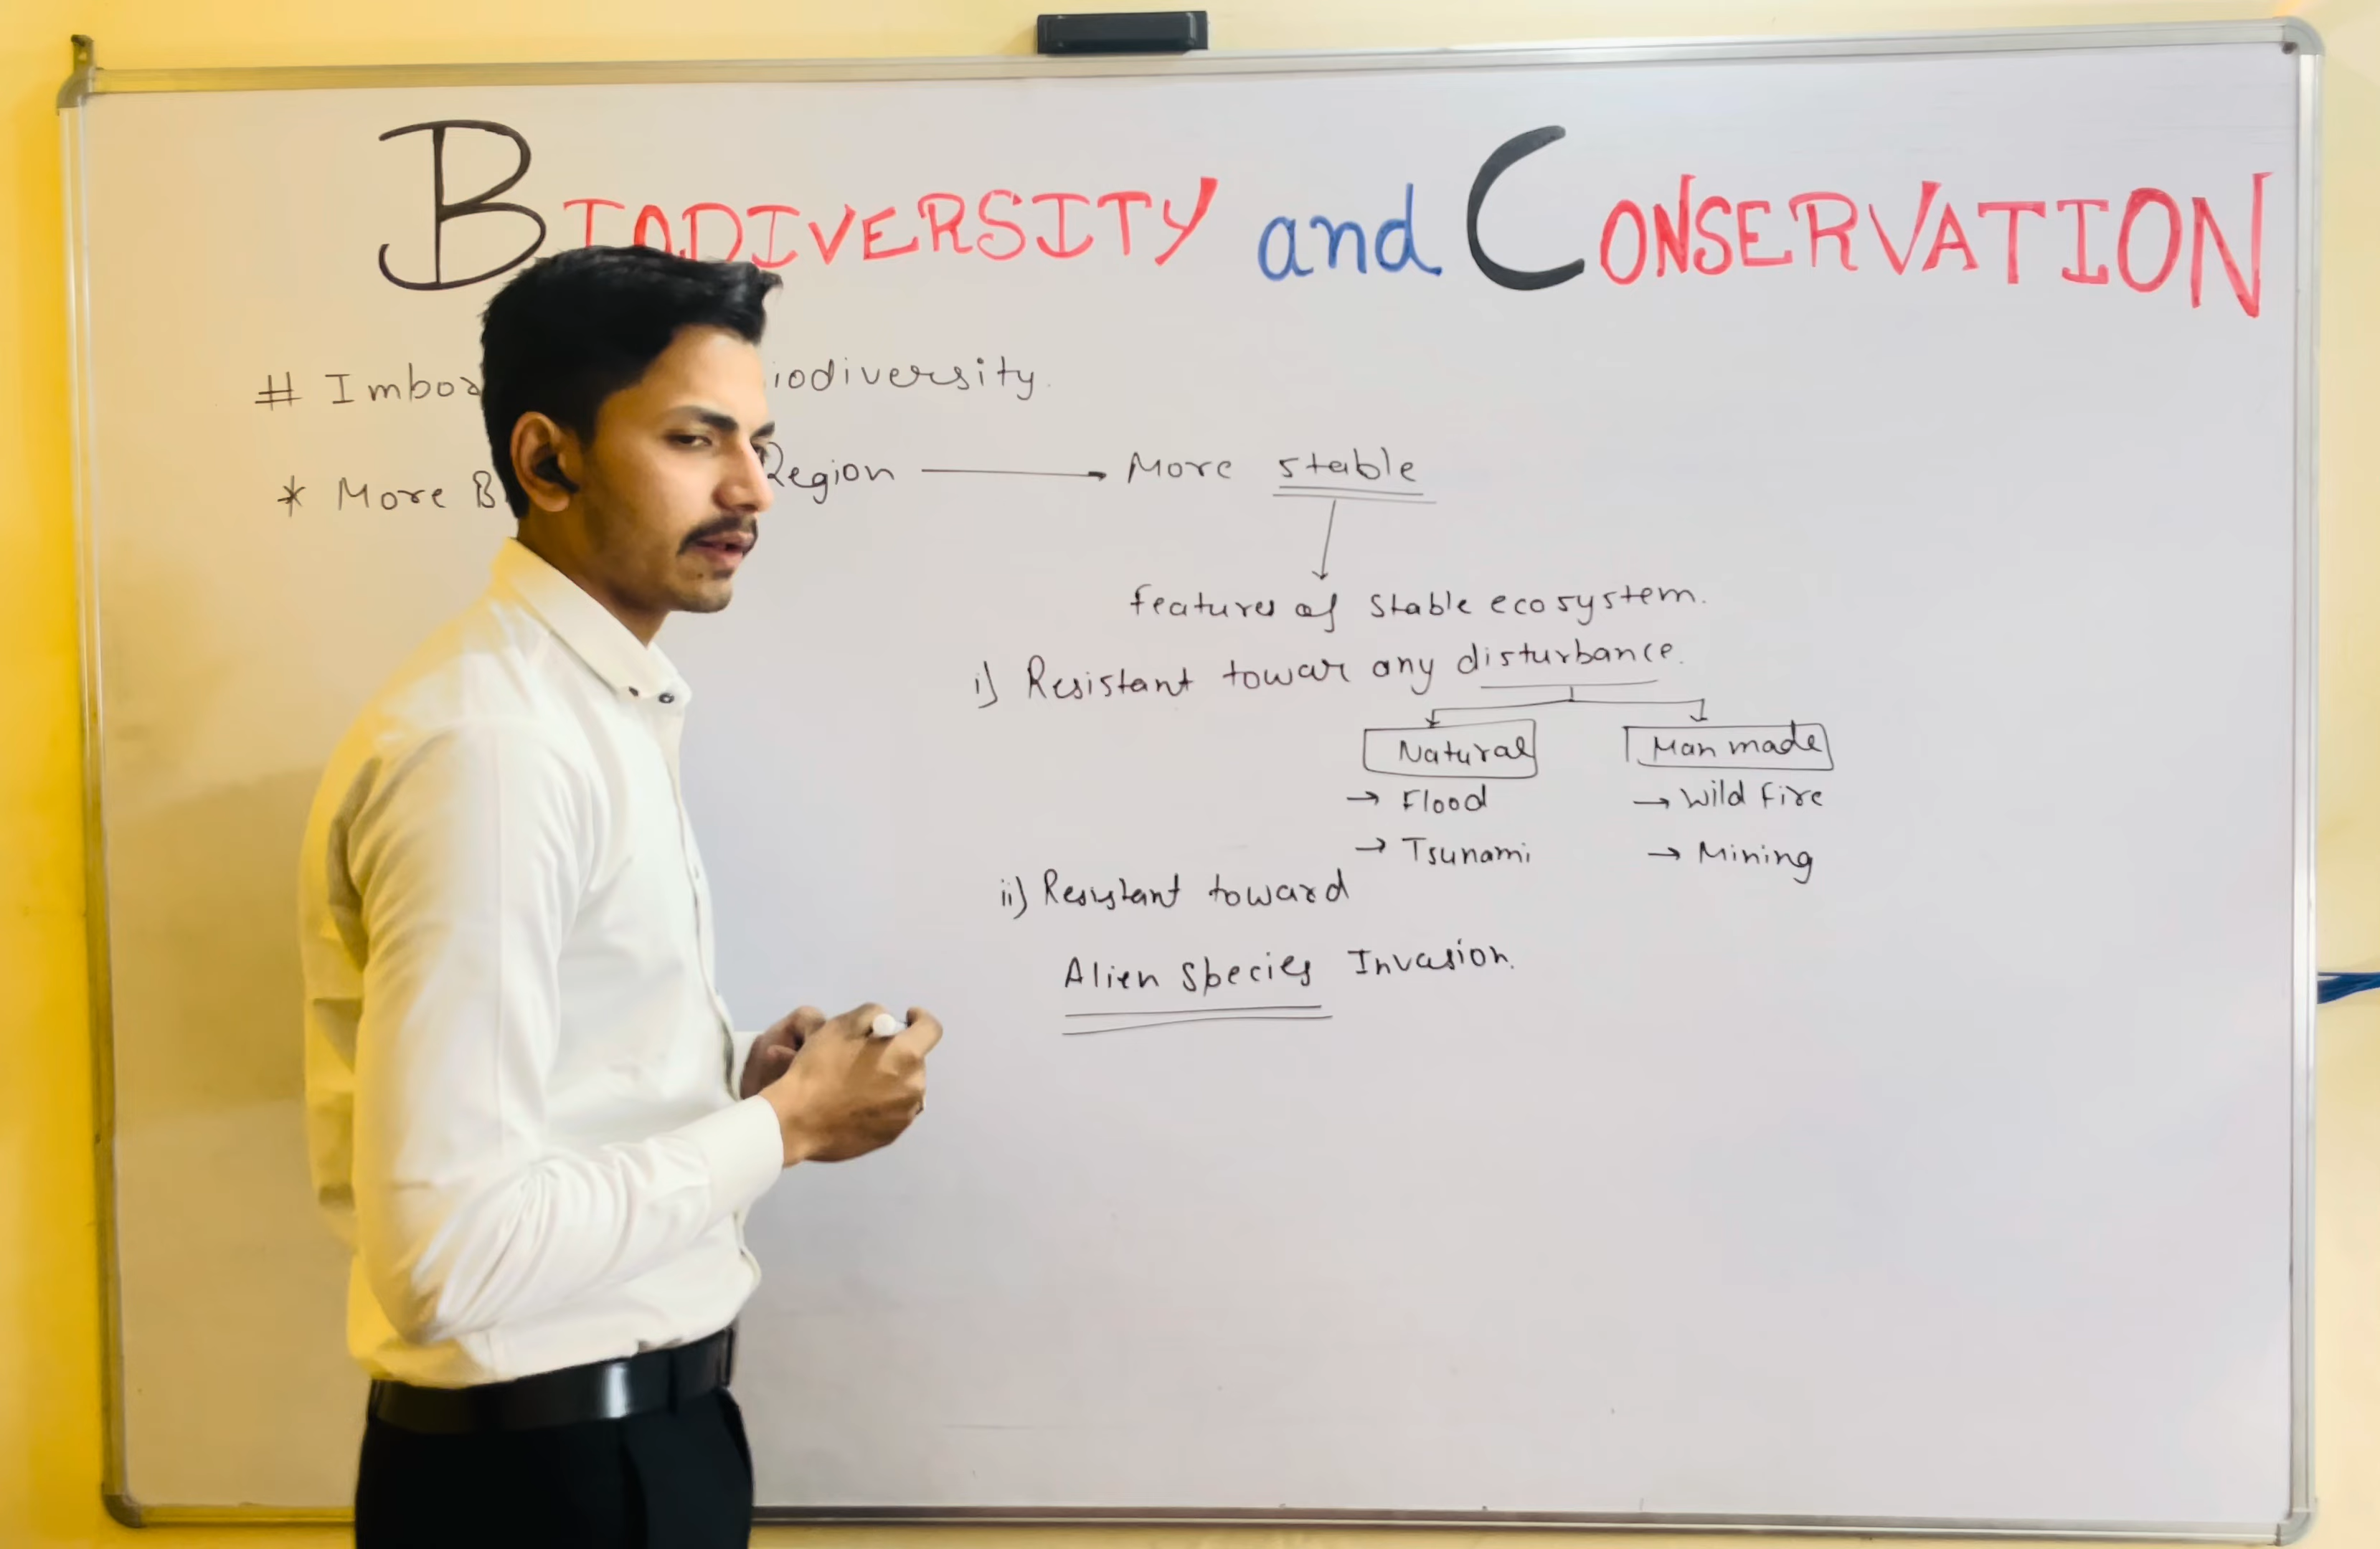 BIODIVERSITY and CONSERVATION
# iodiversity.
* More Region → More stable
features of stable ecosystem.
i) Resistant towar any disturbance.
Natural Man made
→ Flood → Wild Fire
→ Tsunami → Mining
ii) Resistant toward
Alien Species Invasion.